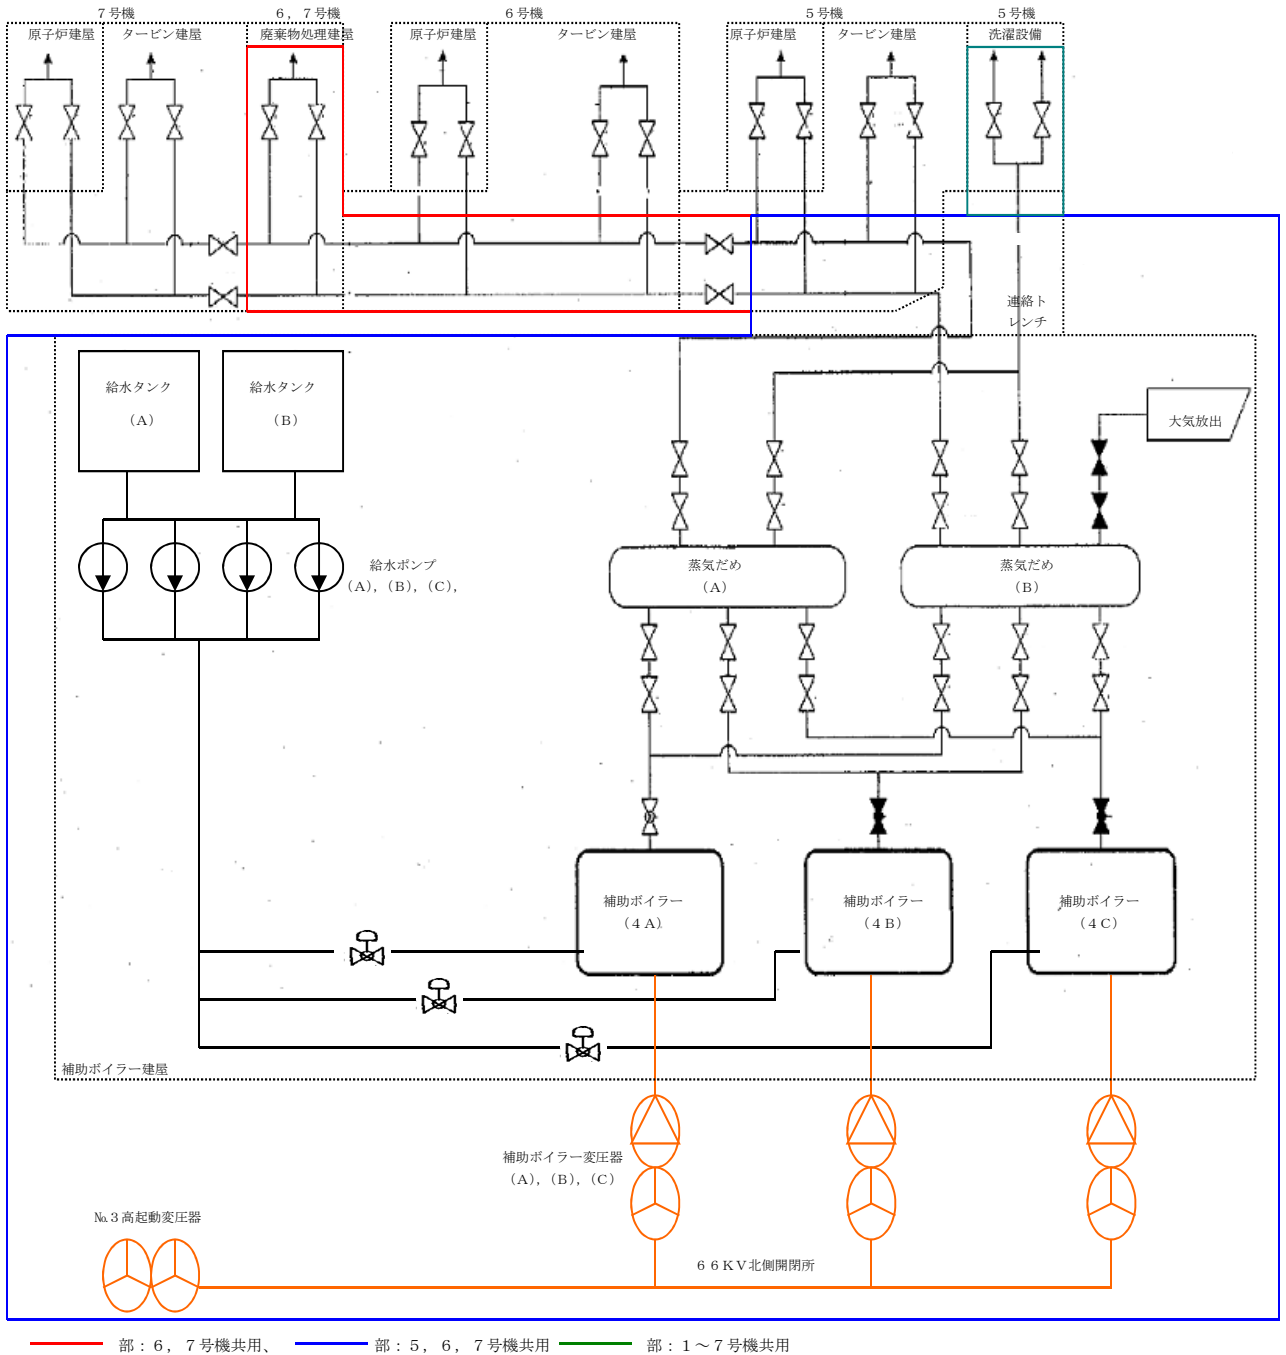 ７号機
６，７号機
６号機
５号機
５号機
原子炉建屋
タービン建屋
廃棄物処理建屋
原子炉建屋
タービン建屋
原子炉建屋
タービン建屋
洗濯設備
連絡ト
レンチ
給水タンク
（Ａ）
給水タンク
（Ｂ）
大気放出
給水ポンプ
（Ａ），（Ｂ），（Ｃ），
蒸気だめ
（Ａ）
蒸気だめ
（Ｂ）
補助ボイラー
（４Ａ）
補助ボイラー
（４Ｂ）
補助ボイラー
（４Ｃ）
補助ボイラー建屋
補助ボイラー変圧器
（Ａ），（Ｂ），（Ｃ）
№３高起動変圧器
６６ＫＶ北側開閉所
部：６，７号機共用、
部：５，６，７号機共用
部：１～７号機共用